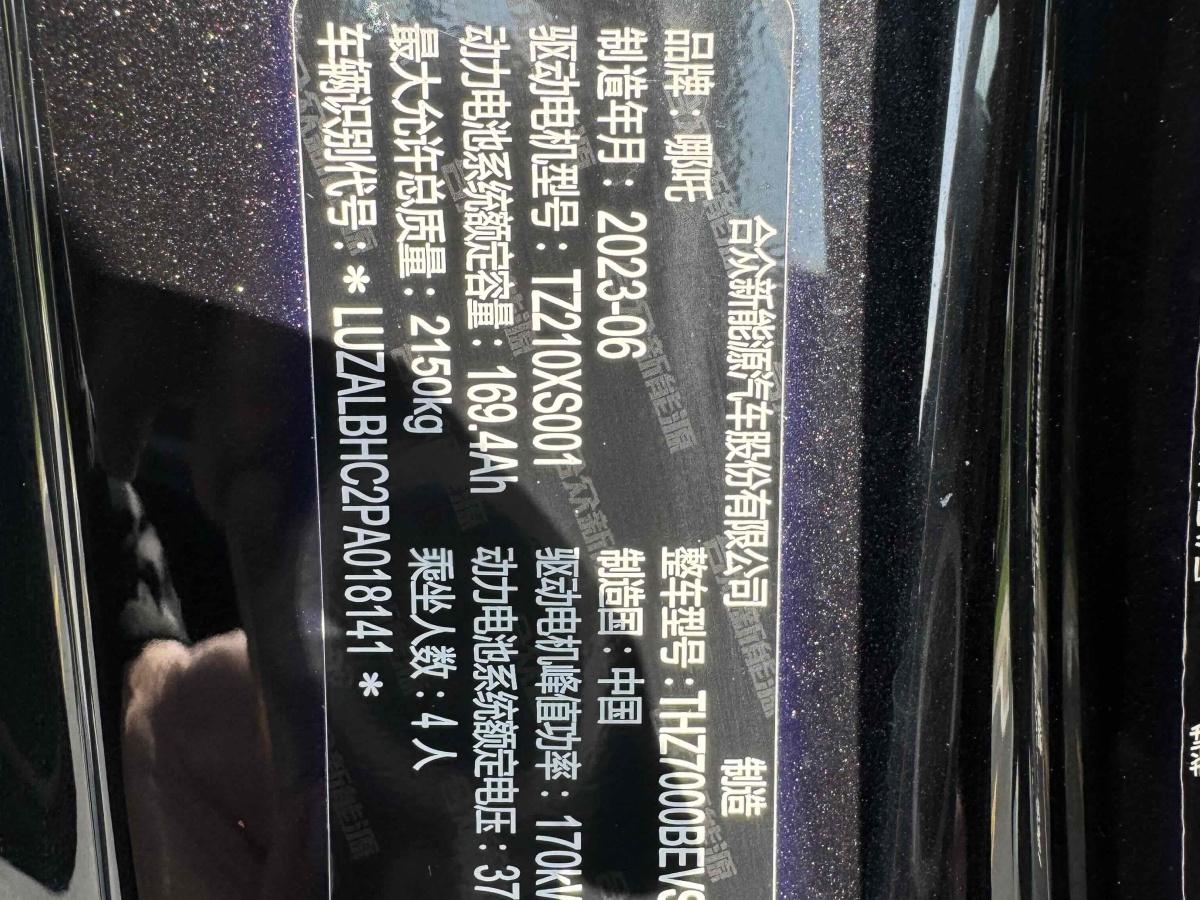 合众新能源汽车股份有限公司 制造
品牌：哪吒 整车型号：THZ7000BEVS
制造年月：2023-06 制造国：中国
驱动电机型号：TZ210XS001 驱动电机峰值功率：170kW
动力电池系统额定容量：169.4Ah 动力电池系统额定电压：37
最大允许总质量：2150kg 乘坐人数：4 人
车辆识别代号：*LUZALBHC2PA018141*